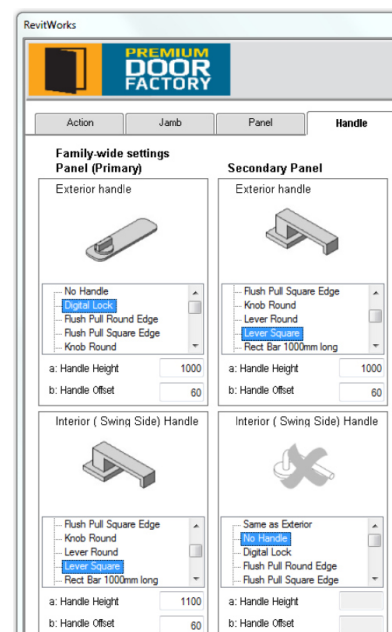 RevitWorks
PREMIUM
DOOR
FACTORY
Action Jamb Panel Handle
Family-wide settings
Panel (Primary)
Exterior handle
No Handle
Digital Lock
Flush Pull Round Edge
Flush Pull Square Edge
Knob Round
a: Handle Height 1000
b: Handle Offset 60
Secondary Panel
Exterior handle
Flush Pull Square Edge
Knob Round
Lever Round
Lever Square
Rect Bar 1000mm long
a: Handle Height 1000
b: Handle Offset 60
Interior ( Swing Side) Handle
Flush Pull Square Edge
Knob Round
Lever Round
Lever Square
Rect Bar 1000mm long
a: Handle Height 1100
b: Handle Offset 60
Interior ( Swing Side) Handle
Same as Exterior
No Handle
Digital Lock
Flush Pull Round Edge
Flush Pull Square Edge
a: Handle Height
b: Handle Offset